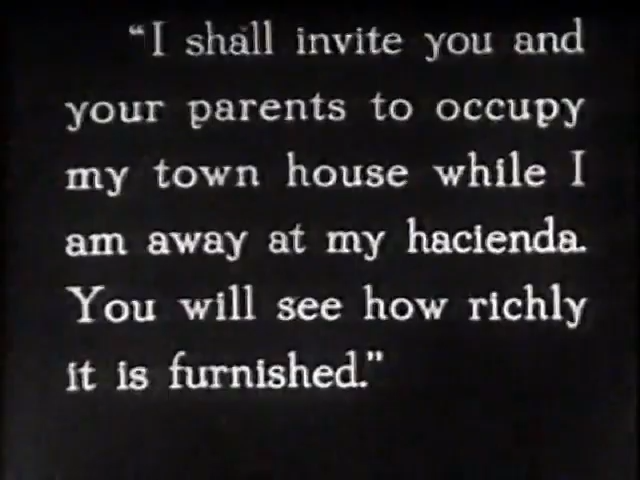 “I shall invite you and
your parents to occupy
my town house while I
am away at my hacienda.
You will see how richly
it is furnished.”